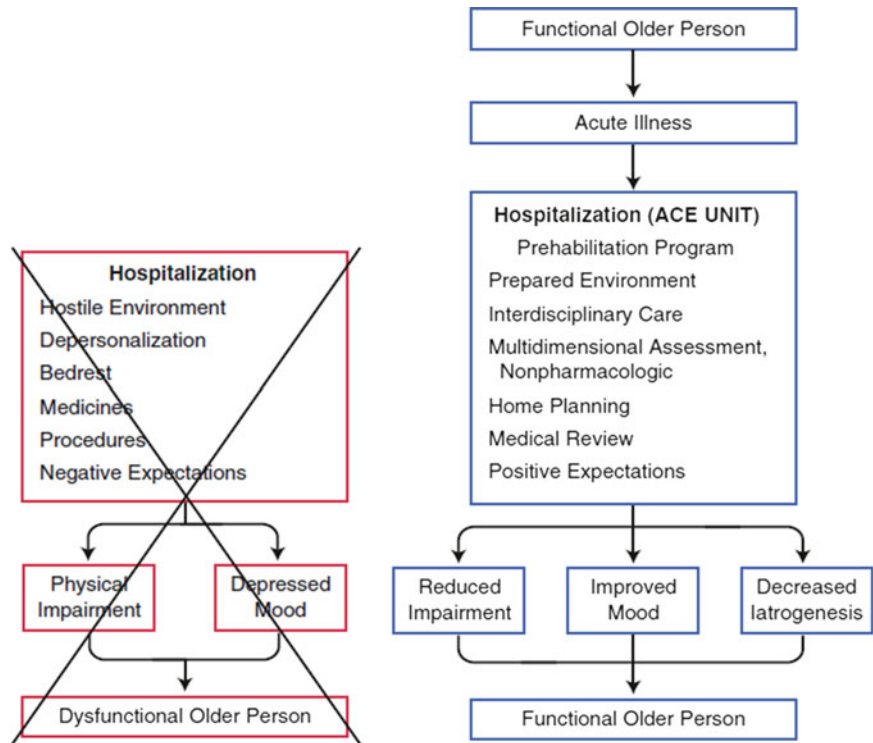 Hospitalization
Hostile Environment
Depersonalization
Bedrest
Medicines
Procedures
Negative Expectations
Physical
Impairment
Depressed
Mood
Dysfunctional Older Person
Functional Older Person
Acute Illness
Hospitalization (ACE UNIT)
Prehabilitation Program
Prepared Environment
Interdisciplinary Care
Multidimensional Assessment,
Nonpharmacologic
Home Planning
Medical Review
Positive Expectations
Reduced
Impairment
Improved
Mood
Decreased
Iatrogenesis
Functional Older Person